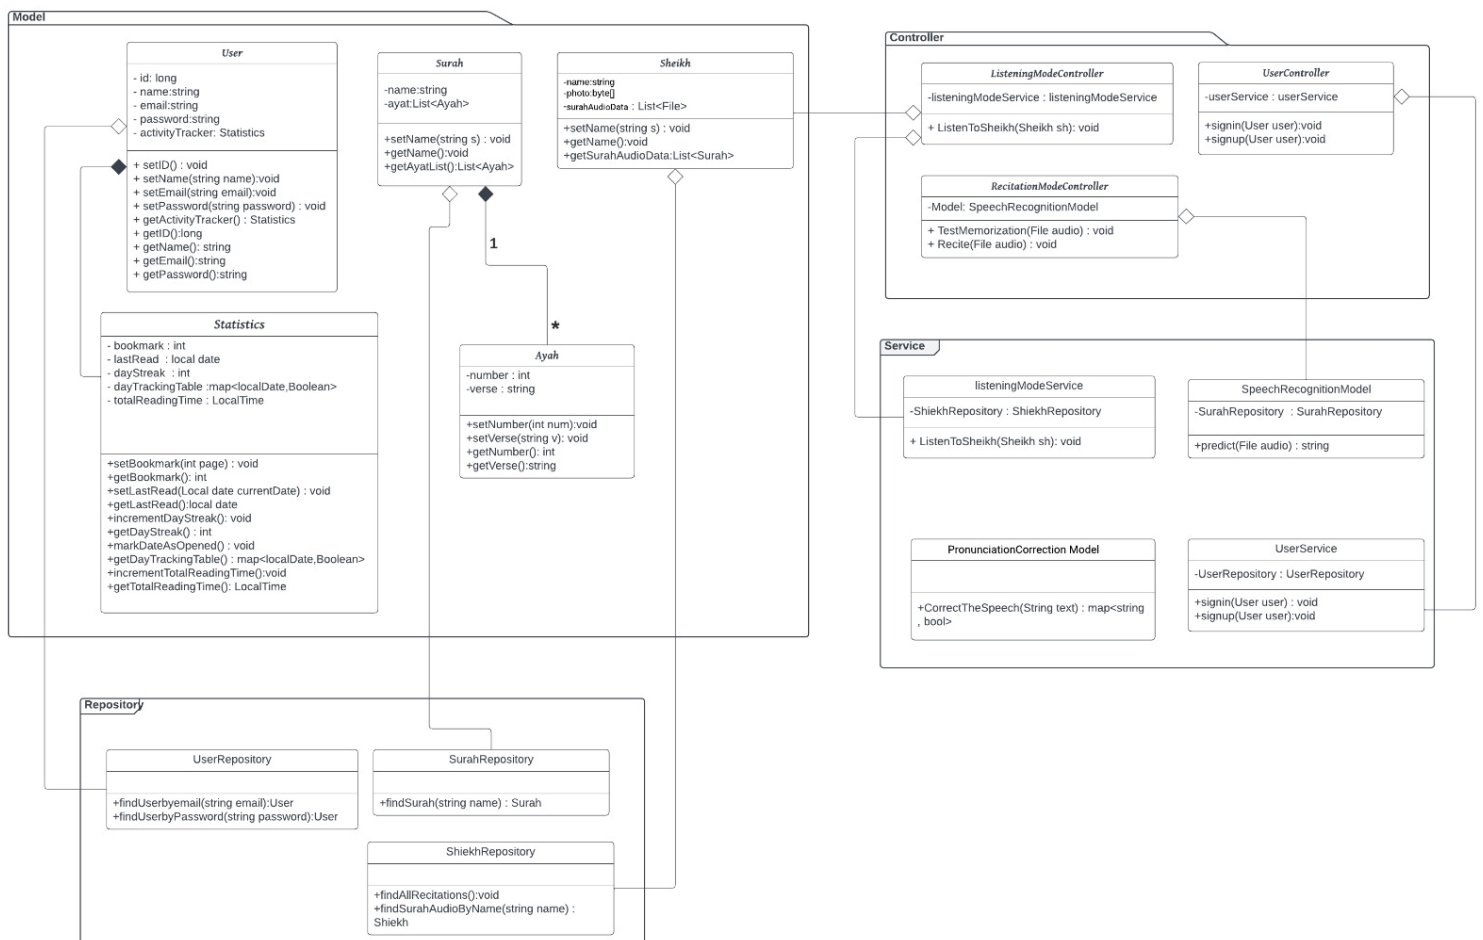 Model
User
- id: long
- name:string
- email:string
- password:string
- activityTracker: Statistics
+ setID() : void
+ setName(string name):void
+ setEmail(string email):void
+ setPassword(string password) : void
+ getActivityTracker() : Statistics
+ getID():long
+ getName(): string
+ getEmail():string
+ getPassword():string
Surah
-name:string
-ayat:List<Ayah>
+setName(string s) : void
+getName():void
+getAyatList():List<Ayah>
Sheikh
-name:string
-photo:byte[]
-surahAudioData : List<File>
+setName(string s) : void
+getName():void
+getSurahAudioData:List<Surah>
1
*
Statistics
- bookmark : int
- lastRead : local date
- dayStreak : int
- dayTrackingTable :map<localDate,Boolean>
- totalReadingTime : LocalTime
+setBookmark(int page) : void
+getBookmark(): int
+setLastRead(Local date currentDate) : void
+getLastRead():local date
+incrementDayStreak(): void
+getDayStreak() : int
+markDateAsOpened() : void
+getDayTrackingTable() : map<localDate,Boolean>
+incrementTotalReadingTime():void
+getTotalReadingTime(): LocalTime
Ayah
-number : int
-verse : string
+setNumber(int num):void
+setVerse(string v): void
+getNumber(): int
+getVerse():string
Controller
ListeningModeController
-listeningModeService : listeningModeService
+ ListenToSheikh(Sheikh sh): void
UserController
-userService : userService
+signin(User user):void
+signup(User user):void
RecitationModeController
-Model: SpeechRecognitionModel
+ TestMemorization(File audio) : void
+ Recite(File audio) : void
Service
listeningModeService
-ShiekhRepository : ShiekhRepository
+ ListenToSheikh(Sheikh sh): void
SpeechRecognitionModel
-SurahRepository : SurahRepository
+predict(File audio) : string
PronunciationCorrection Model
+CorrectTheSpeech(String text) : map<string
, bool>
UserService
-UserRepository : UserRepository
+signin(User user) : void
+signup(User user):void
Repository
UserRepository
+findUserbyemail(string email):User
+findUserbyPassword(string password):User
SurahRepository
+findSurah(string name) : Surah
ShiekhRepository
+findAllRecitations():void
+findSurahAudioByName(string name) :
Shiekh